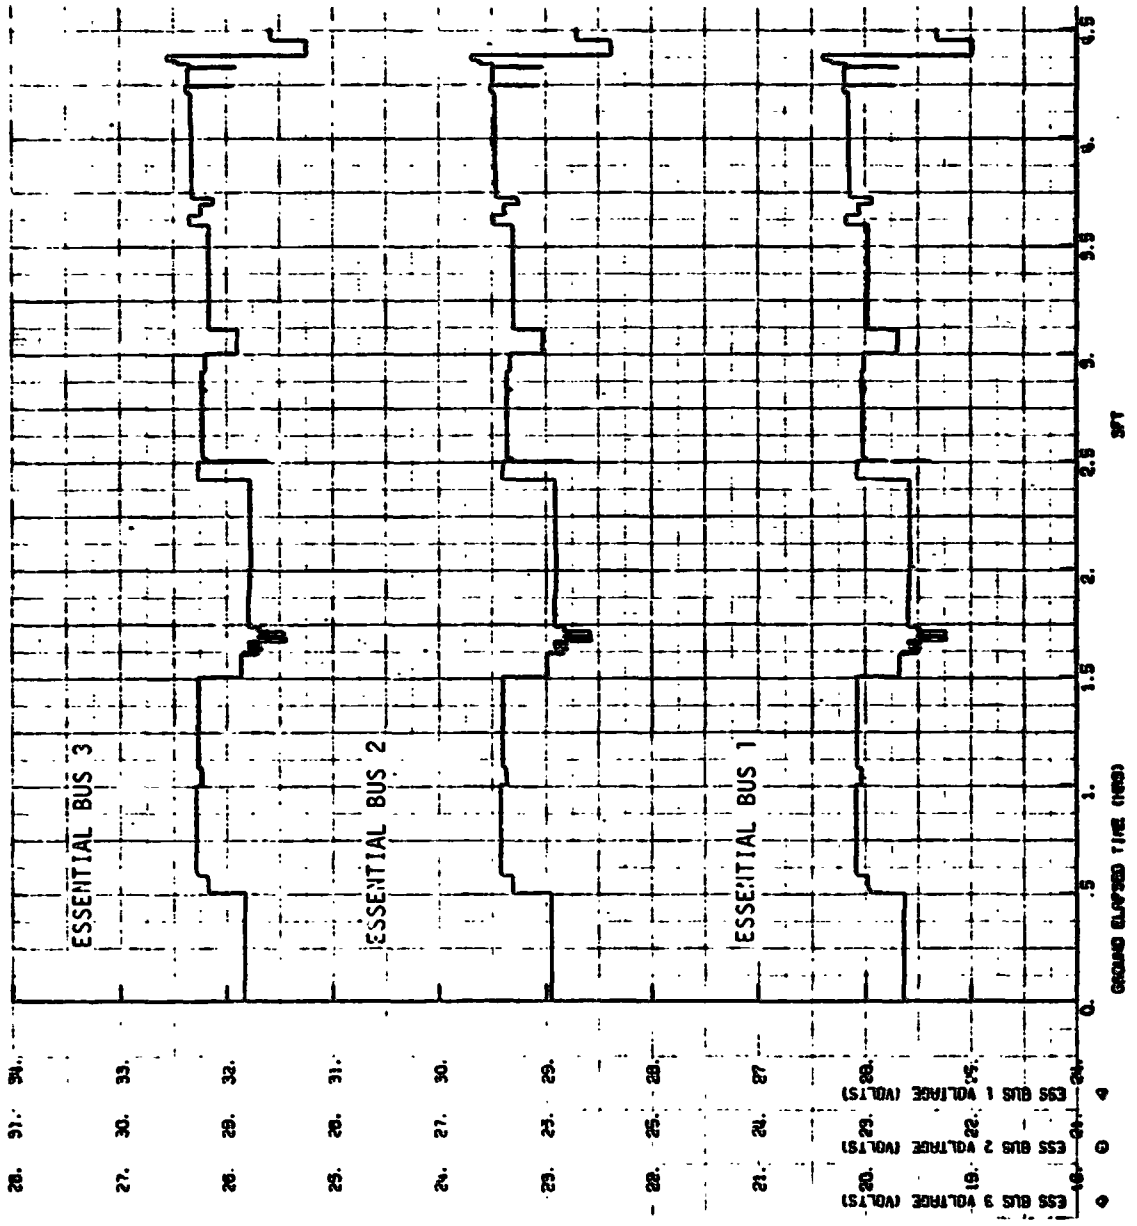 ESSENTIAL BUS 3
ESSENTIAL BUS 2
ESSENTIAL BUS 1
34. 33. 32. 31. 30. 29. 28. 27 26. 25. 24.
ESS BUS 1 VOLTAGE (VOLTS)
31. 30. 29. 28. 27. 26. 25. 24. 23. 22. 21.
ESS BUS 2 VOLTAGE (VOLTS)
28. 27. 26. 25. 24. 23. 22. 21. 20. 19. 18.
ESS BUS 3 VOLTAGE (VOLTS)
0. .5 1. 1.5 2. 2.5 3. 3.5 4. 4.5
GROUND ELAPSED TIME (HRS)